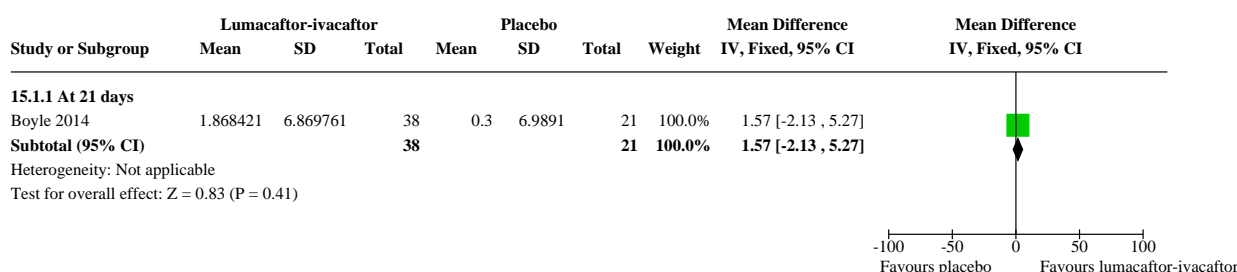 Lumacaftor-ivacaftor Placebo Mean Difference Mean Difference
Study or Subgroup Mean SD Total Mean SD Total Weight IV, Fixed, 95% CI IV, Fixed, 95% CI
15.1.1 At 21 days
Boyle 2014 1.868421 6.869761 38 0.3 6.9891 21 100.0% 1.57 [-2.13 , 5.27]
Subtotal (95% CI) 38 21 100.0% 1.57 [-2.13 , 5.27]
Heterogeneity: Not applicable
Test for overall effect: Z = 0.83 (P = 0.41)
-100 -50 0 50 100
Favours placebo Favours lumacaftor-ivacaftor